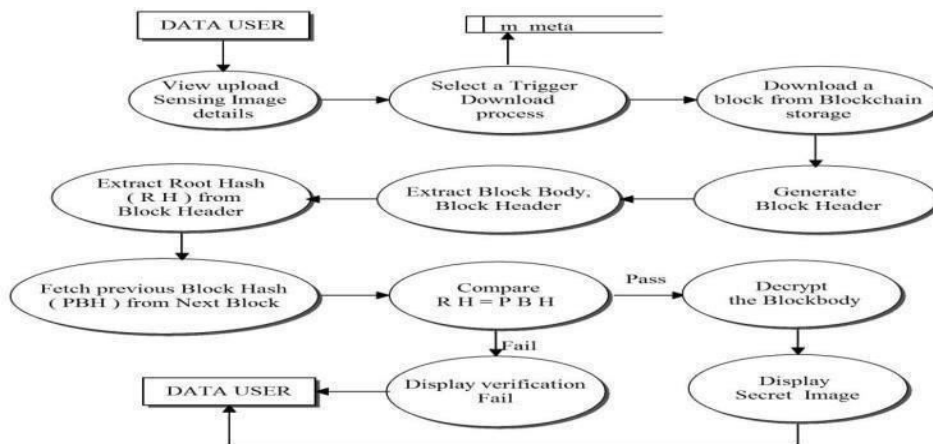 DATA USER
m meta
View upload
Sensing Image
details
Select a Trigger
Download
process
Download a
block from Blockchain
storage
Extract Root Hash
( R H ) from
Block Header
Extract Block Body,
Block Header
Generate
Block Header
Fetch previous Block Hash
( PBH ) from Next Block
Compare
R H = P B H
Pass
Decrypt
the Blockbody
Fail
DATA USER
Display verification
Fail
Display
Secret Image